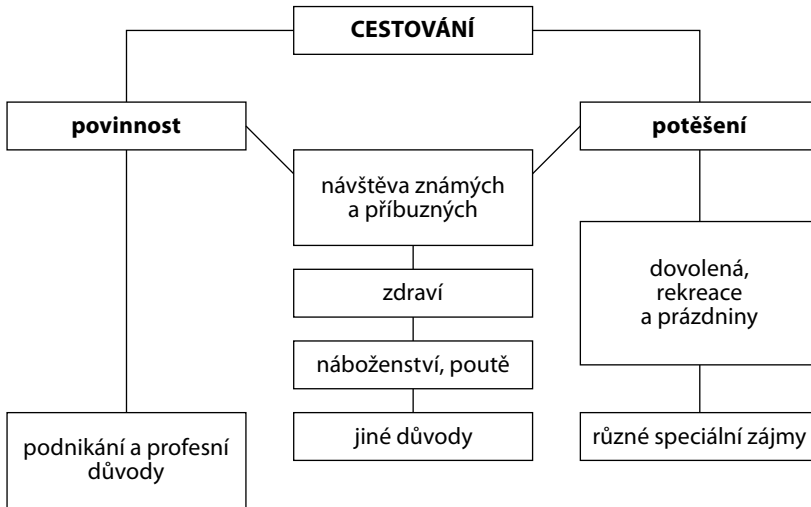 CESTOVÁNÍ
povinnost
potěšení
návštěva známých
a příbuzných
dovolená,
rekreace
a prázdniny
zdraví
náboženství, poutě
podnikání a profesní
důvody
jiné důvody
různé speciální zájmy